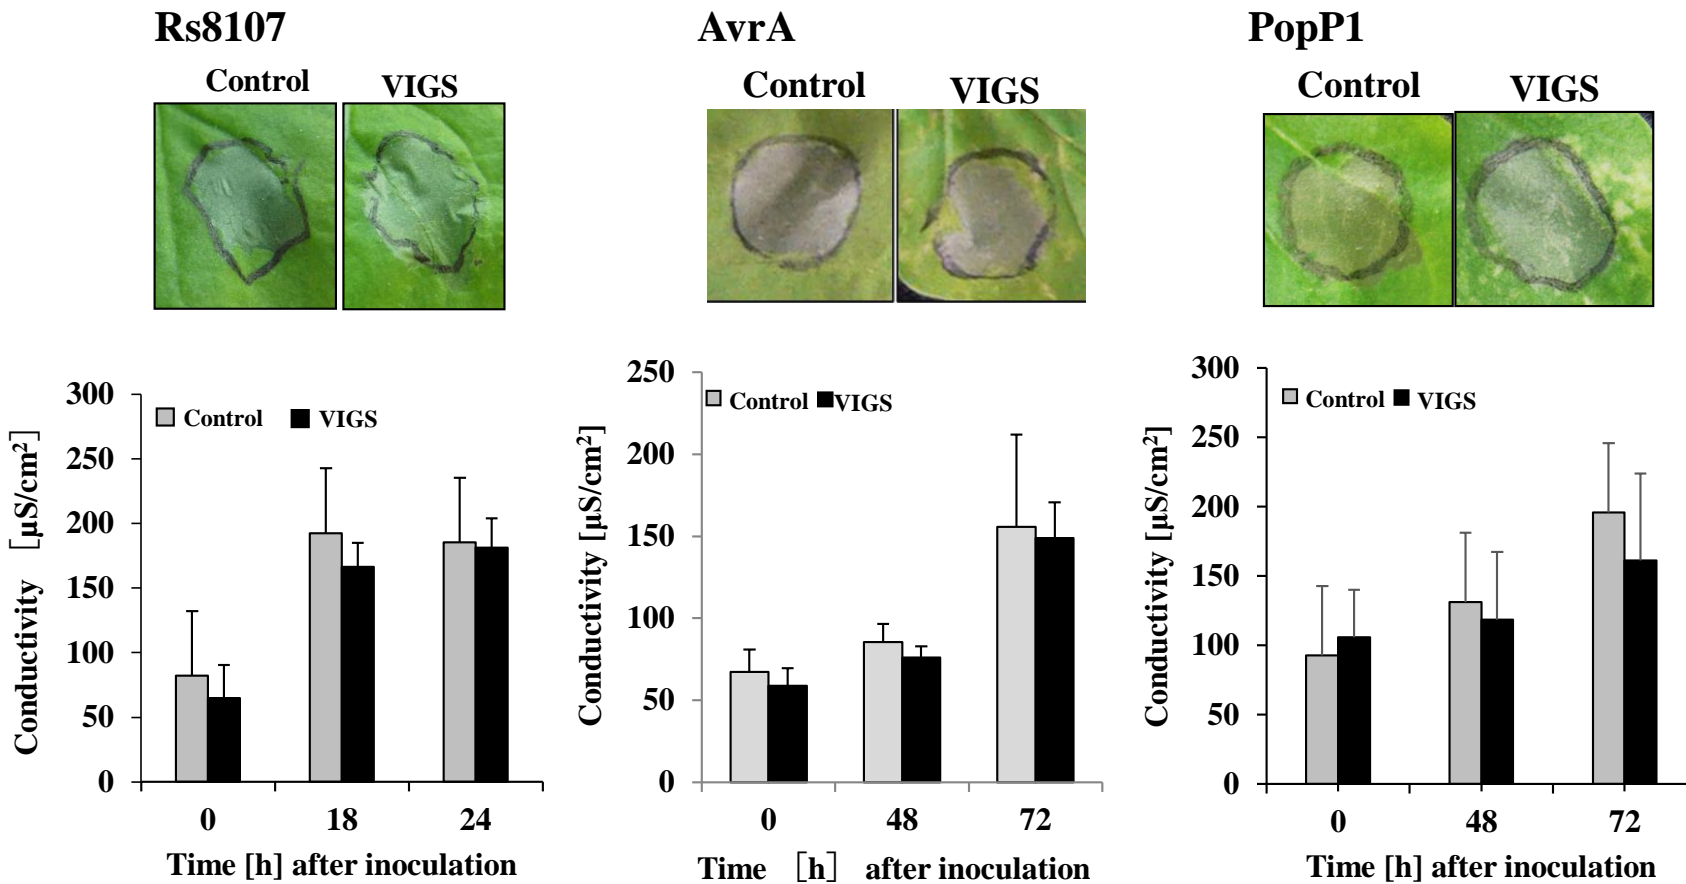 Rs8107
Control VIGS
300
250
200
150
100
50
0
Conductivity [μS/cm²]
Control VIGS
0 18 24
Time [h] after inoculation
AvrA
Control VIGS
250
200
150
100
50
0
Conductivity [μS/cm²]
Control VIGS
0 48 72
Time [h] after inoculation
PopP1
Control VIGS
300
250
200
150
100
50
0
Conductivity [μS/cm²]
Control VIGS
0 48 72
Time [h] after inoculation